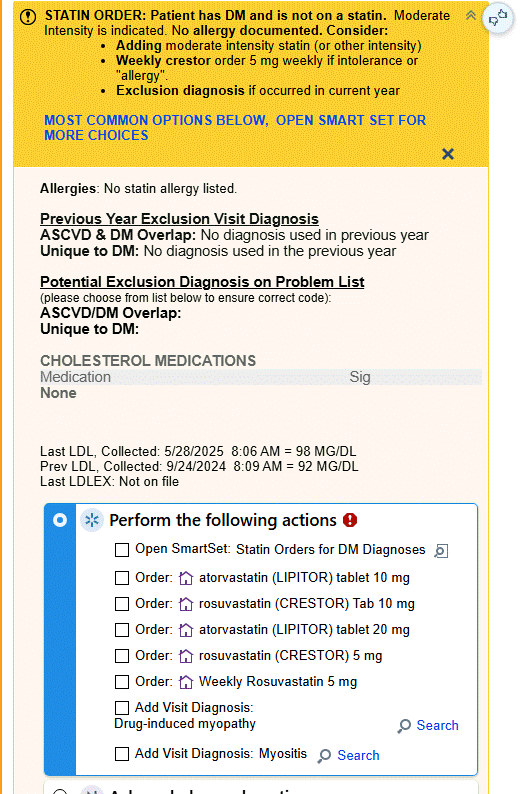 STATIN ORDER: Patient has DM and is not on a statin. Moderate
Intensity is indicated. No allergy documented. Consider:
• Adding moderate intensity statin (or other intensity)
• Weekly crestor order 5 mg weekly if intolerance or
"allergy".
• Exclusion diagnosis if occurred in current year
MOST COMMON OPTIONS BELOW, OPEN SMART SET FOR
MORE CHOICES
Allergies: No statin allergy listed.
Previous Year Exclusion Visit Diagnosis
ASCVD & DM Overlap: No diagnosis used in previous year
Unique to DM: No diagnosis used in the previous year
Potential Exclusion Diagnosis on Problem List
(please choose from list below to ensure correct code):
ASCVD/DM Overlap:
Unique to DM:
CHOLESTEROL MEDICATIONS
Medication Sig
None
Last LDL, Collected: 5/28/2025 8:06 AM = 98 MG/DL
Prev LDL, Collected: 9/24/2024 8:09 AM = 92 MG/DL
Last LDLEX: Not on file
Perform the following actions
Open SmartSet: Statin Orders for DM Diagnoses
Order: atorvastatin (LIPITOR) tablet 10 mg
Order: rosuvastatin (CRESTOR) Tab 10 mg
Order: atorvastatin (LIPITOR) tablet 20 mg
Order: rosuvastatin (CRESTOR) 5 mg
Order: Weekly Rosuvastatin 5 mg
Add Visit Diagnosis:
Drug-induced myopathy Search
Add Visit Diagnosis: Myositis Search